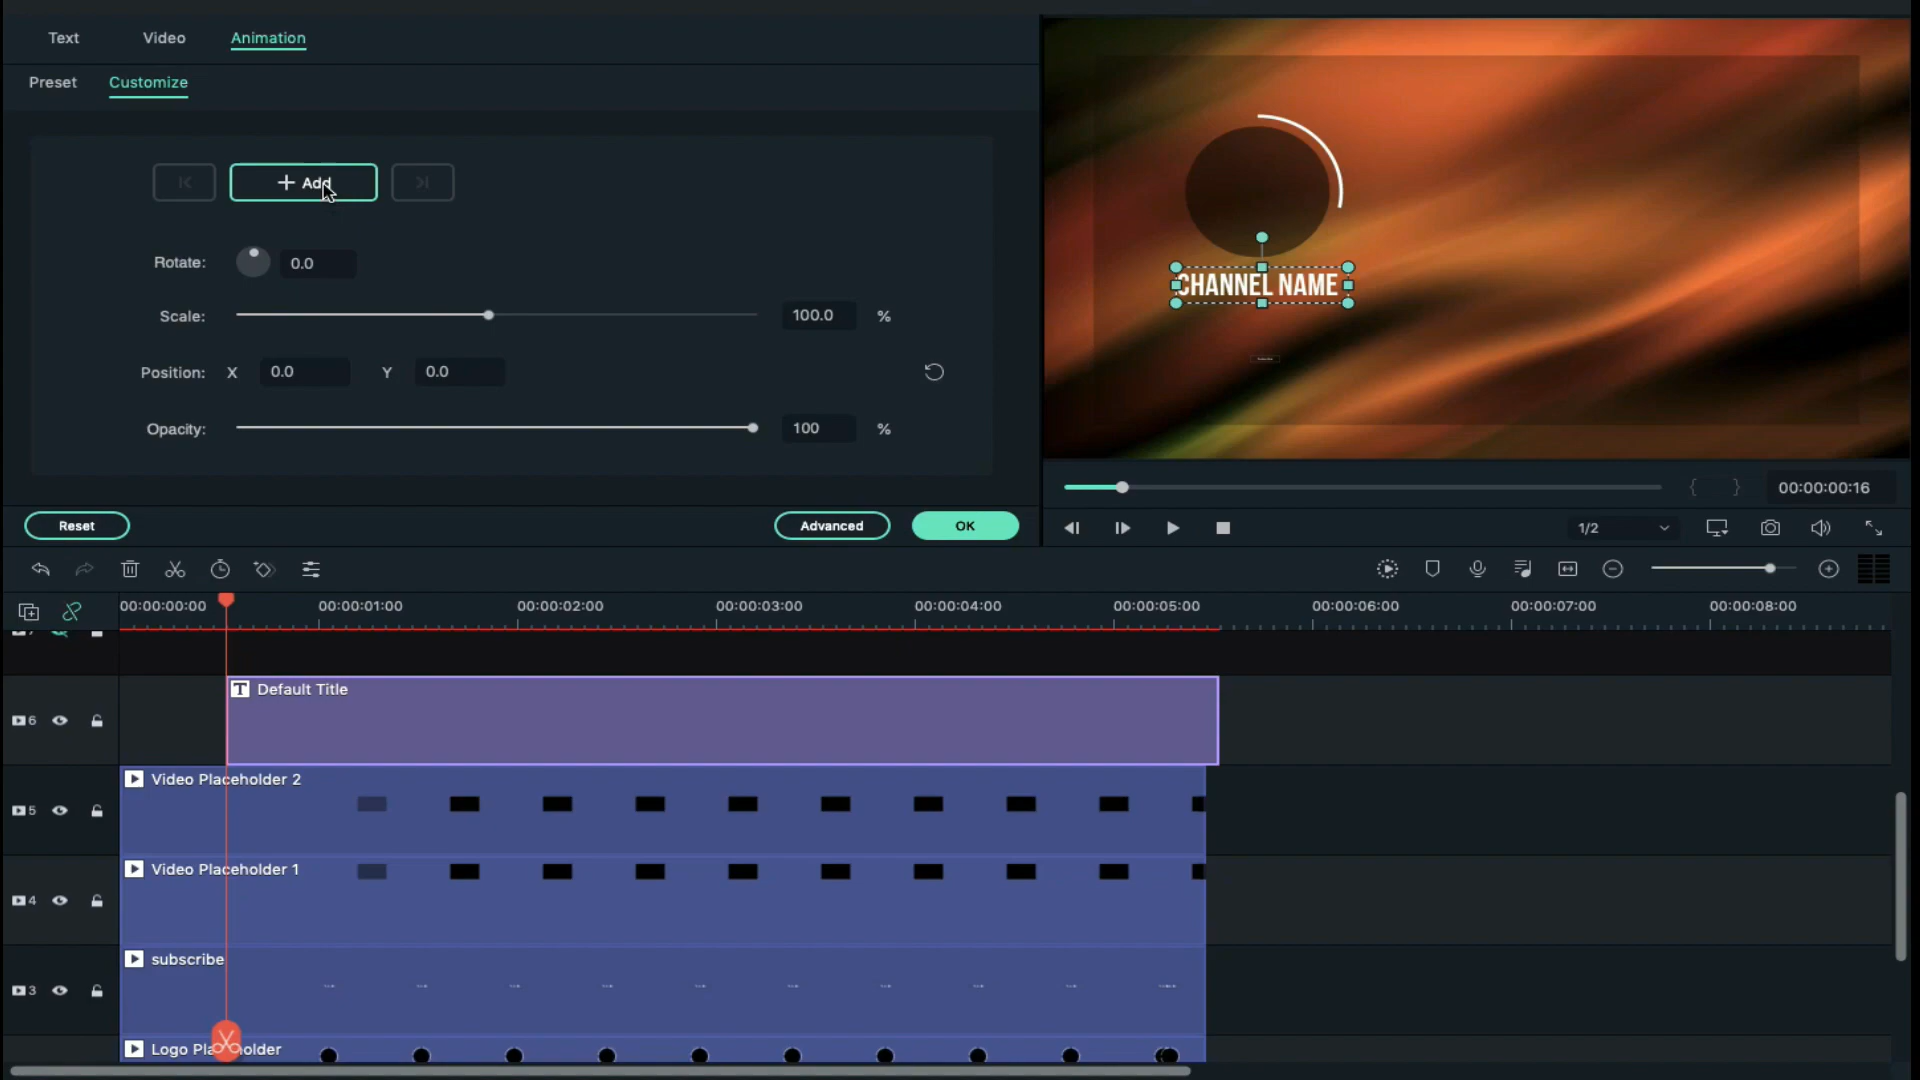 Text Video Animation
Preset Customize
+ Add
Rotate: 0.0
Scale: 100.0 %
Position: X 0.0 Y 0.0
Opacity: 100 %
Reset Advanced OK
CHANNEL NAME
{ } 00:00:00:16
1/2
00:00:00:00 00:00:01:00 00:00:02:00 00:00:03:00 00:00:04:00 00:00:05:00 00:00:06:00 00:00:07:00 00:00:08:00
T Default Title
6
Video Placeholder 2
5
Video Placeholder 1
4
subscribe
3